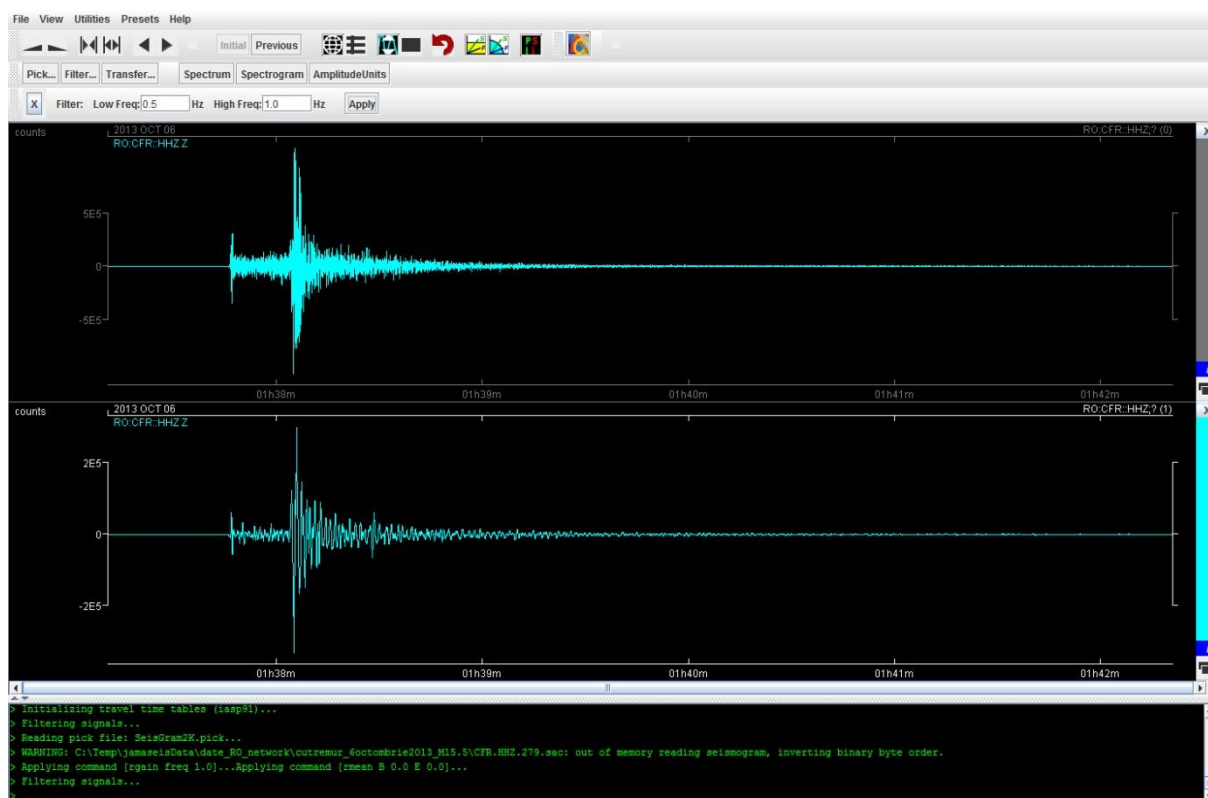 File View Utilities Presets Help
Initial Previous
Pick... Filter... Transfer... Spectrum Spectrogram AmplitudeUnits
X Filter: Low Freq: 0.5 Hz High Freq: 1.0 Hz Apply
counts 2013 OCT 06 RO:CFR::HHZ,? (0) X
RO:CFR::HHZ Z
5E5
0
-5E5
01h38m 01h39m 01h40m 01h41m 01h42m
counts 2013 OCT 06 RO:CFR::HHZ,? (1) X
RO:CFR::HHZ Z
2E5
0
-2E5
01h38m 01h39m 01h40m 01h41m 01h42m
> Initializing travel time tables (iasp91)...
> Filtering signals...
> Reading pick file: SeisGram2K.pick...
> WARNING: C:\Temp\jamaseisData\date_RO_network\cutremur_6octombrie2013_Ml5.5\CFR.HHZ.279.sac: out of memory reading seismogram, inverting binary byte order.
> Applying command [rgain freq 1.0]...Applying command [rmean B 0.0 E 0.0]...
> Filtering signals...
>